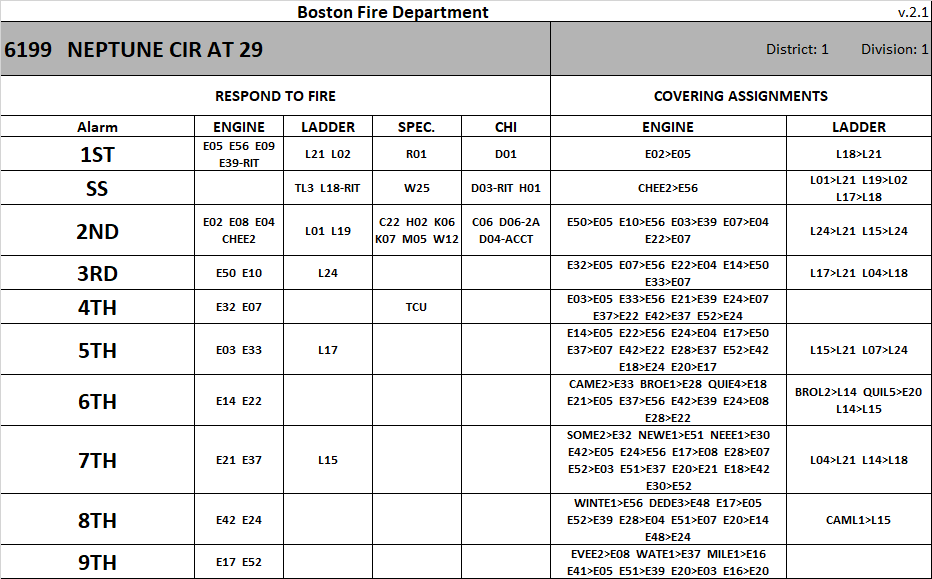 Boston Fire Department
v.2.1
6199 NEPTUNE CIR AT 29
District: 1 Division: 1
RESPOND TO FIRE
COVERING ASSIGNMENTS
Alarm ENGINE LADDER SPEC. CHI ENGINE LADDER
1ST
E05 E56 E09
E39-RIT
L21 L02
R01
D01
E02>E05
L18>L21
SS
TL3 L18-RIT
W25
D03-RIT H01
CHEE2>E56
L01>L21 L19>L02
L17>L18
2ND
E02 E08 E04
CHEE2
L01 L19
C22 H02 K06
K07 M05 W12
C06 D06-2A
D04-ACCT
E50>E05 E10>E56 E03>E39 E07>E04
E22>E07
L24>L21 L15>L24
3RD
E50 E10
L24
E32>E05 E07>E56 E22>E04 E14>E50
E33>E07
L17>L21 L04>L18
4TH
E32 E07
TCU
E03>E05 E33>E56 E21>E39 E24>E07
E37>E22 E42>E37 E52>E24
5TH
E03 E33
L17
E14>E05 E22>E56 E24>E04 E17>E50
E37>E07 E42>E22 E28>E37 E52>E42
E18>E24 E20>E17
L15>L21 L07>L24
6TH
E14 E22
CAME2>E33 BROE1>E28 QUIE4>E18
E21>E05 E37>E56 E42>E39 E24>E08
E28>E22
BROL2>L14 QUIL5>E20
L14>L15
7TH
E21 E37
L15
SOME2>E32 NEWE1>E51 NEEE1>E30
E42>E05 E24>E56 E17>E08 E28>E07
E52>E03 E51>E37 E20>E21 E18>E42
E30>E52
L04>L21 L14>L18
8TH
E42 E24
WINTE1>E56 DEDE3>E48 E17>E05
E52>E39 E28>E04 E51>E07 E20>E14
E48>E24
CAML1>L15
9TH
E17 E52
EVEE2>E08 WATE1>E37 MILE1>E16
E41>E05 E51>E39 E20>E03 E16>E20